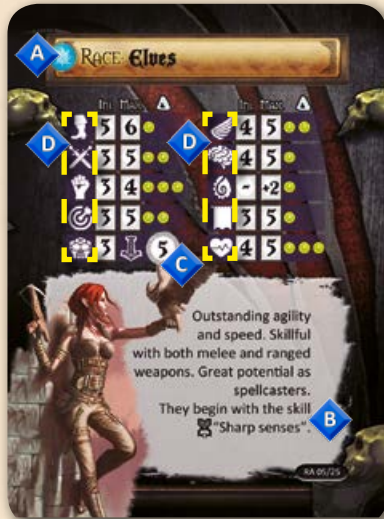 A
RACE: Elves
INI. MAX. INI. MAX.
D 5 6 D 4 5
3 5 4 5
3 4 - +2
3 5 3 5
3 5 4 5
C
Outstanding agility
and speed. Skillful
with both melee and ranged
weapons. Great potential as
spellcasters.
They begin with the skill
"Sharp senses".
B
RA 05/25